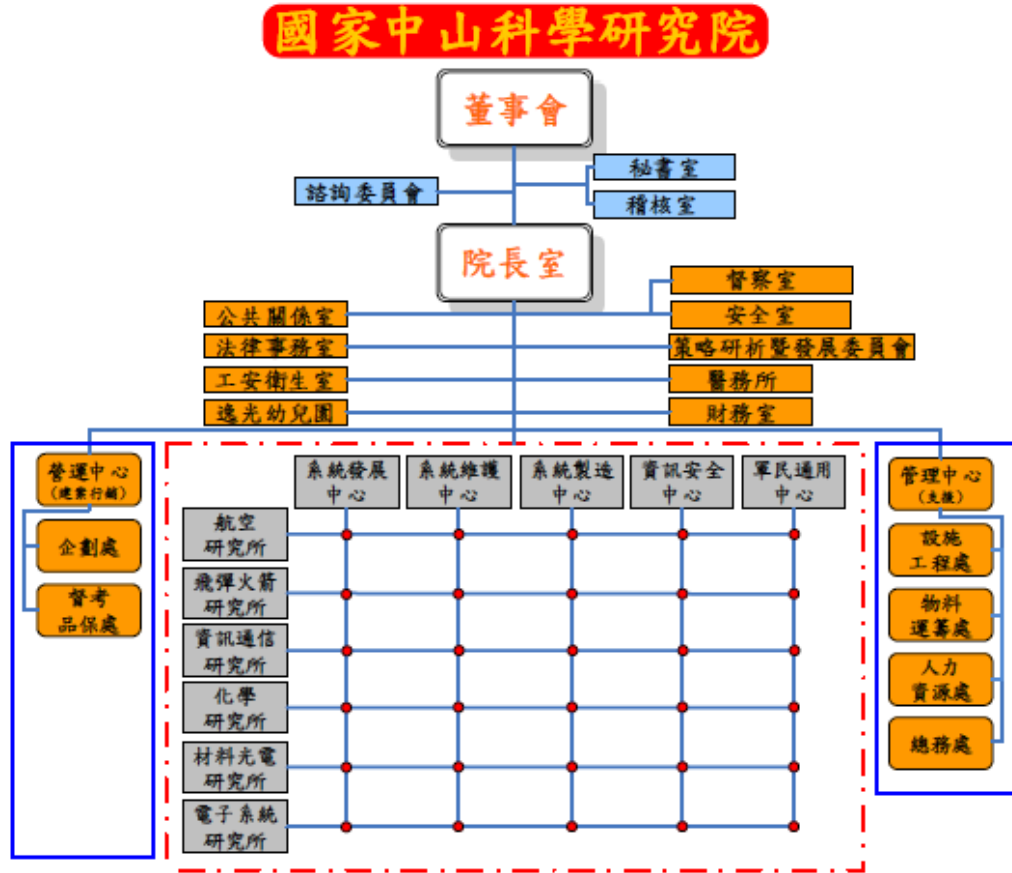 國家中山科學研究院
董事會
秘書室
諮詢委員會
稽核室
院長室
督察室
公共關係室
安全室
法律事務室
策略研析暨發展委員會
工安衛生室
醫務所
逸光幼兒園
財務室
營運中心
(建案行銷)
企劃處
督考
品保處
系統發展
中心
系統維護
中心
系統製造
中心
資訊安全
中心
軍民通用
中心
航空
研究所
飛彈火箭
研究所
資訊通信
研究所
化學
研究所
材料光電
研究所
電子系統
研究所
管理中心
(支援)
設施
工程處
物料
運籌處
人力
資源處
總務處